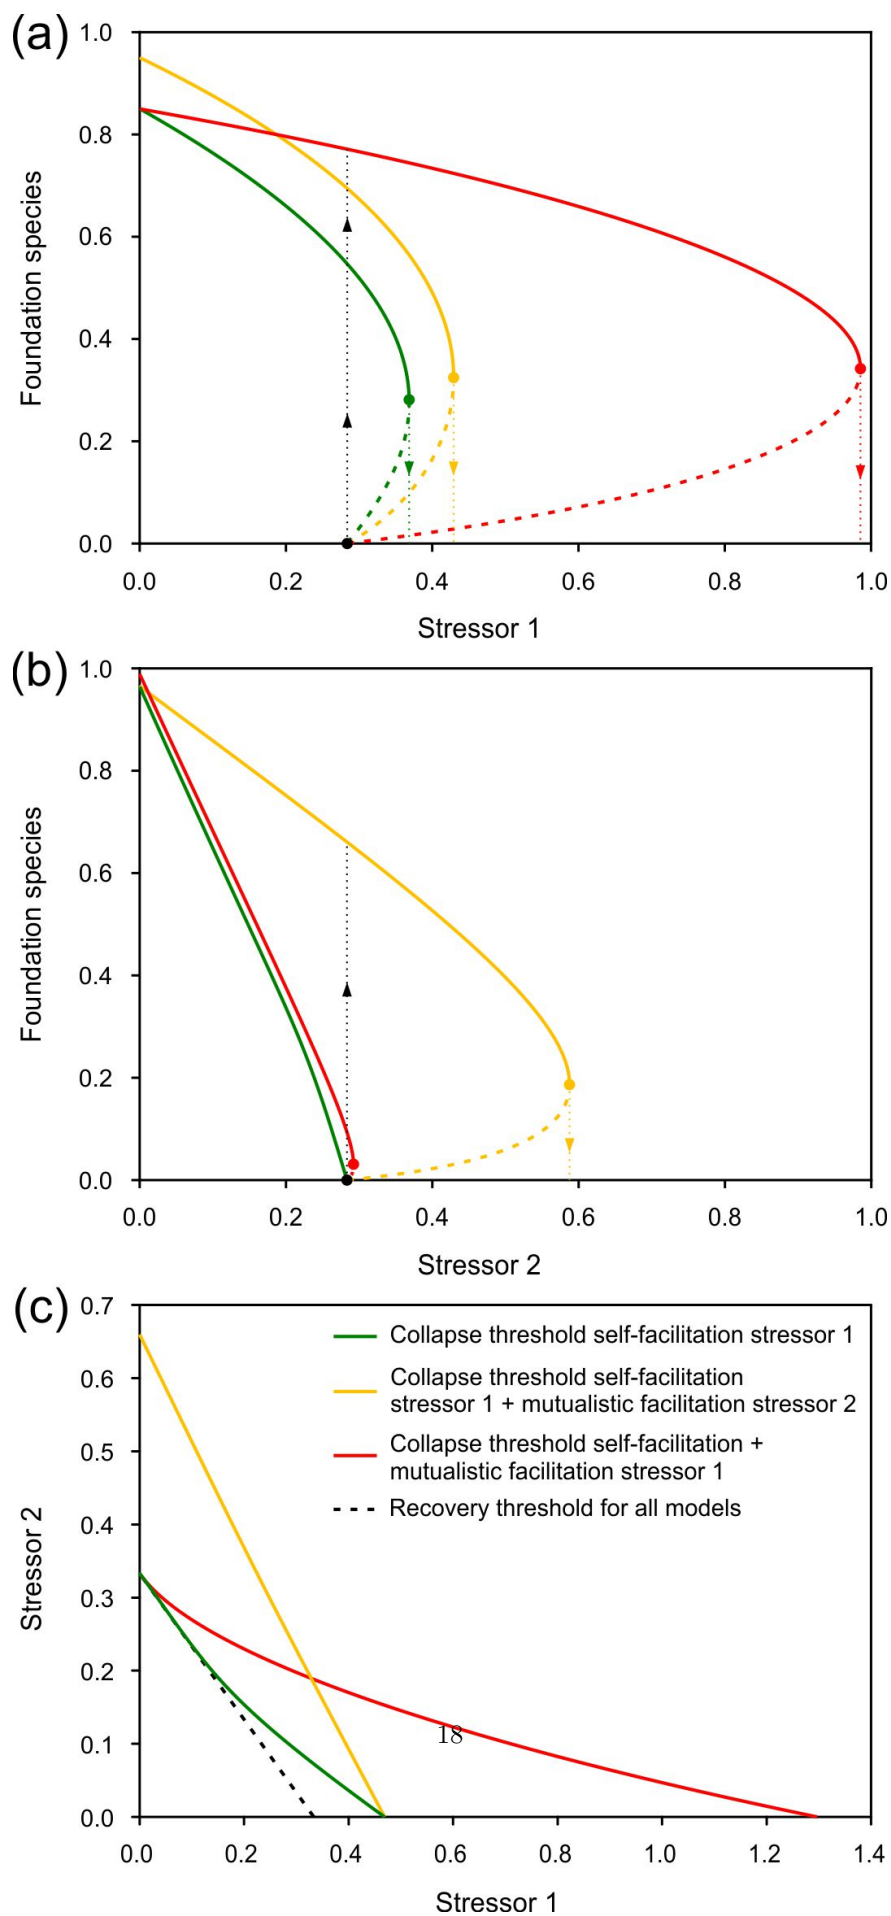 (a)
1.0
0.8
0.6
0.4
0.2
0.0
Foundation species
0.0 0.2 0.4 0.6 0.8 1.0
Stressor 1
(b)
1.0
0.8
0.6
0.4
0.2
0.0
Foundation species
0.0 0.2 0.4 0.6 0.8 1.0
Stressor 2
(c)
0.7
0.6
0.5
0.4
0.3
0.2
0.1
0.0
Stressor 2
Collapse threshold self-facilitation stressor 1
Collapse threshold self-facilitation
stressor 1 + mutualistic facilitation stressor 2
Collapse threshold self-facilitation +
mutualistic facilitation stressor 1
Recovery threshold for all models
18
0.0 0.2 0.4 0.6 0.8 1.0 1.2 1.4
Stressor 1